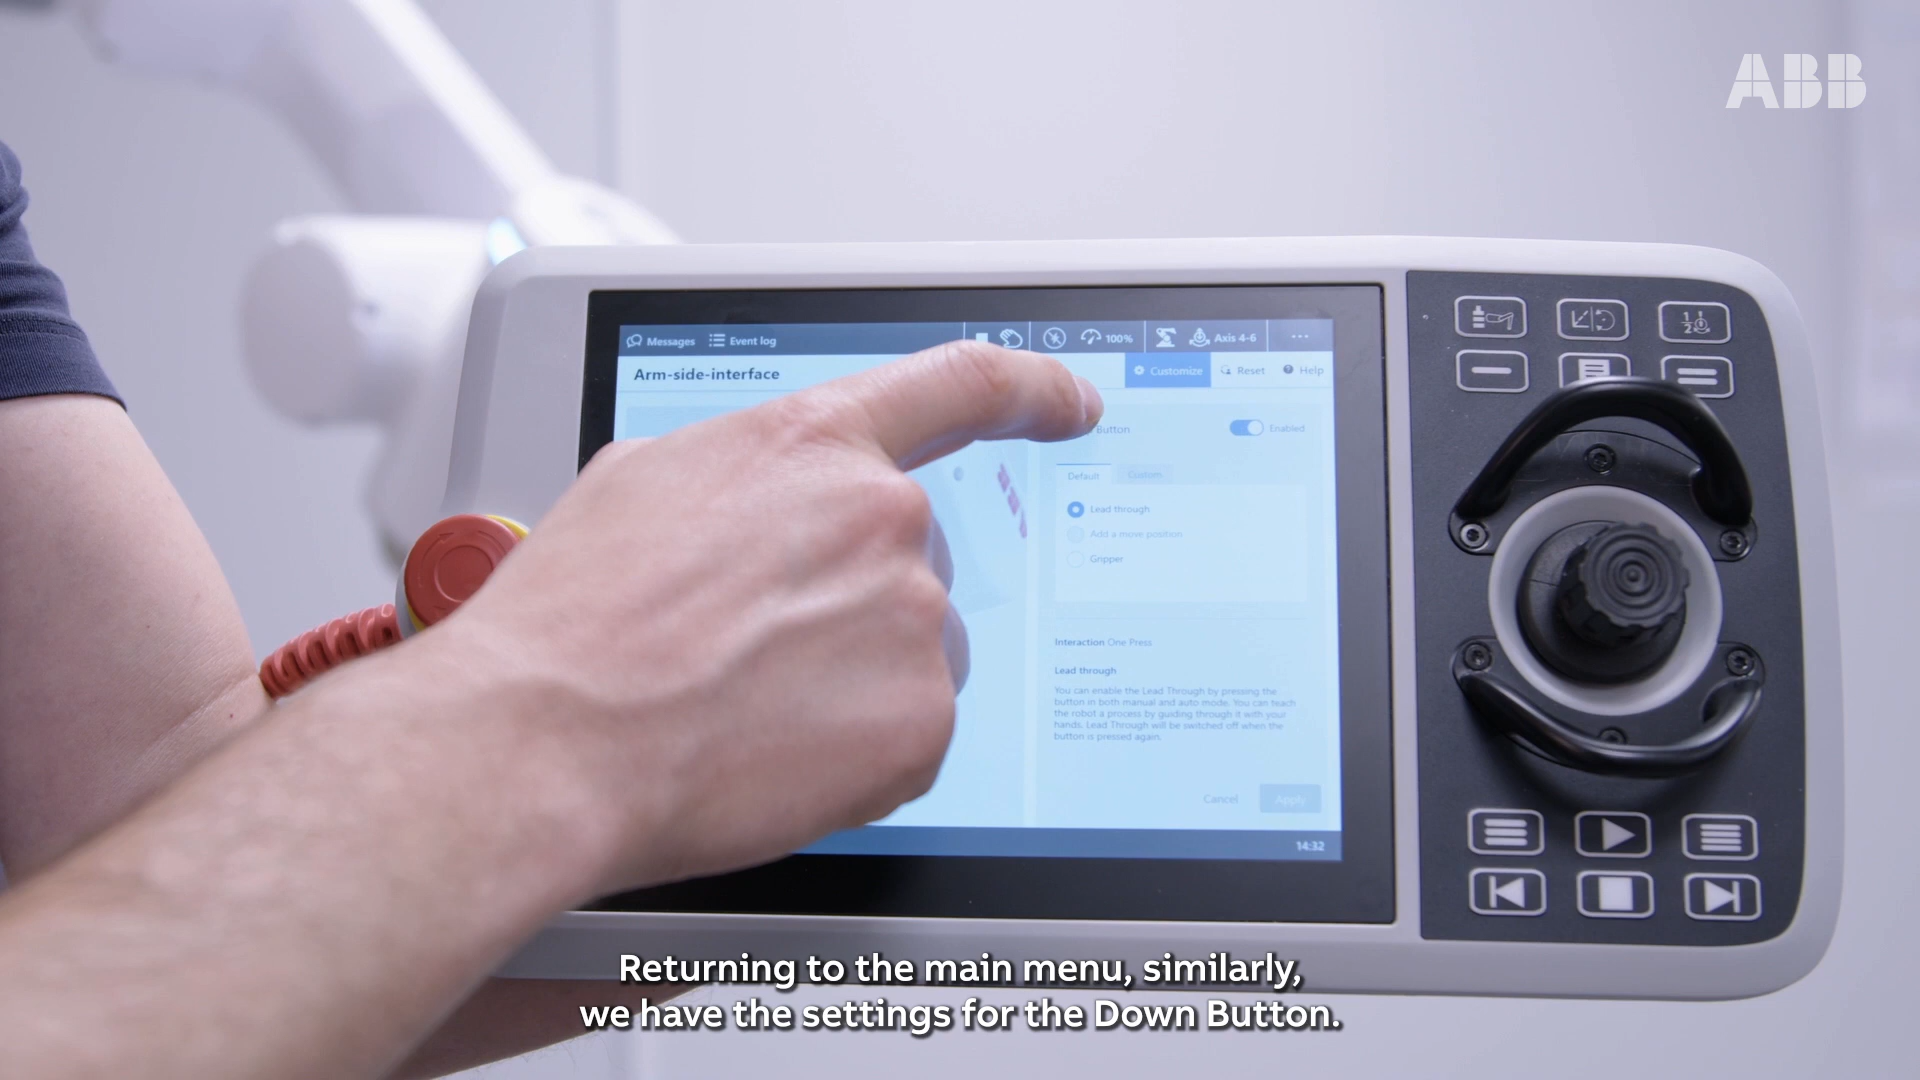 ABB
Messages
Event log
100%
Axis 4-6
Arm-side-interface
Customize
Reset
Help
Button
Enabled
Default
Custom
Lead through
Add a move position
Gripper
Interaction One Press
Lead through
You can enable the Lead Through by pressing the
button in both manual and auto mode. You can teach
the robot a process by guiding through it with your
hands. Lead Through will be switched off when the
button is pressed again.
Cancel
Apply
14:32
Returning to the main menu, similarly,
we have the settings for the Down Button.